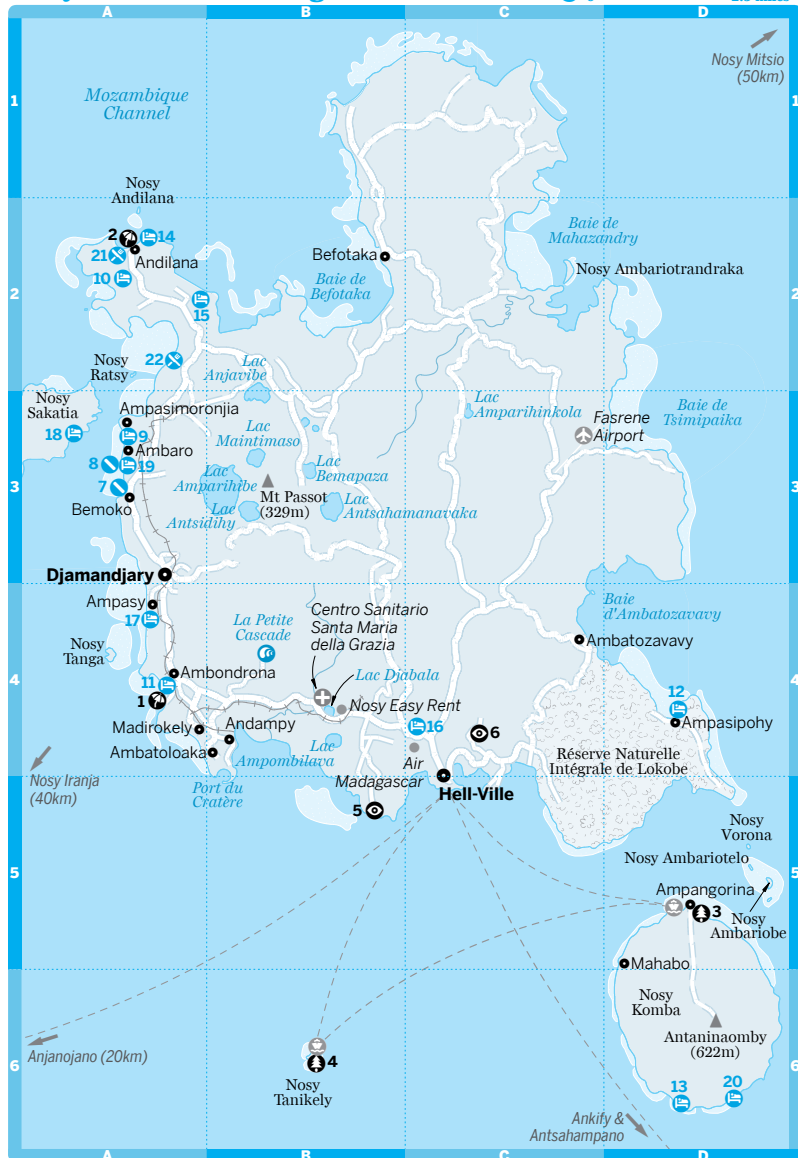 A
B
C
D
1
Nosy Mitsio
(50km)
1
Mozambique
Channel
Nosy
Andilana
2
14
21
Andilana
10
15
Befotaka
Baie de
Befotaka
Baie de
Mahazandry
Nosy Ambariotrandraka
2
2
22
Nosy
Ratsy
Lac
Anjavibe
Nosy
Sakatia
18
Ampasimoronjia
9
Ambaro
8
19
7
Bemoko
Lac
Maintimaso
Lac
Bemapaza
Lac
Amparihibe
Mt Passot
(329m)
Lac
Antsidihy
Lac
Antsahamanavaka
Lac
Amparihinkola
Fasrene
Airport
Baie de
Tsimipaika
3
3
Djamandjary
Ampasy
17
Nosy
Tanga
La Petite
Cascade
Centro Sanitario
Santa Maria
della Grazia
Baie
d'Ambatozavavy
Ambatozavavy
Ambondrona
11
1
Lac Djabala
Nosy Easy Rent
12
Ampasipohy
4
4
Madirokely
Andampy
Ambatoloaka
Lac
Ampombilava
16
6
Air
Madagascar
Réserve Naturelle
Intégrale de Lokobe
Nosy Iranja
(40km)
Port du
Cratère
Hell-Ville
5
Nosy
Vorona
Nosy Ambariotelo
5
5
Ampangorina
3
Nosy
Ambariobe
Mahabo
Nosy
Komba
Antaninaomby
(622m)
Anjanojano (20km)
4
Nosy
Tanikely
6
6
13
20
Ankify &
Antsahampano
A
B
C
D